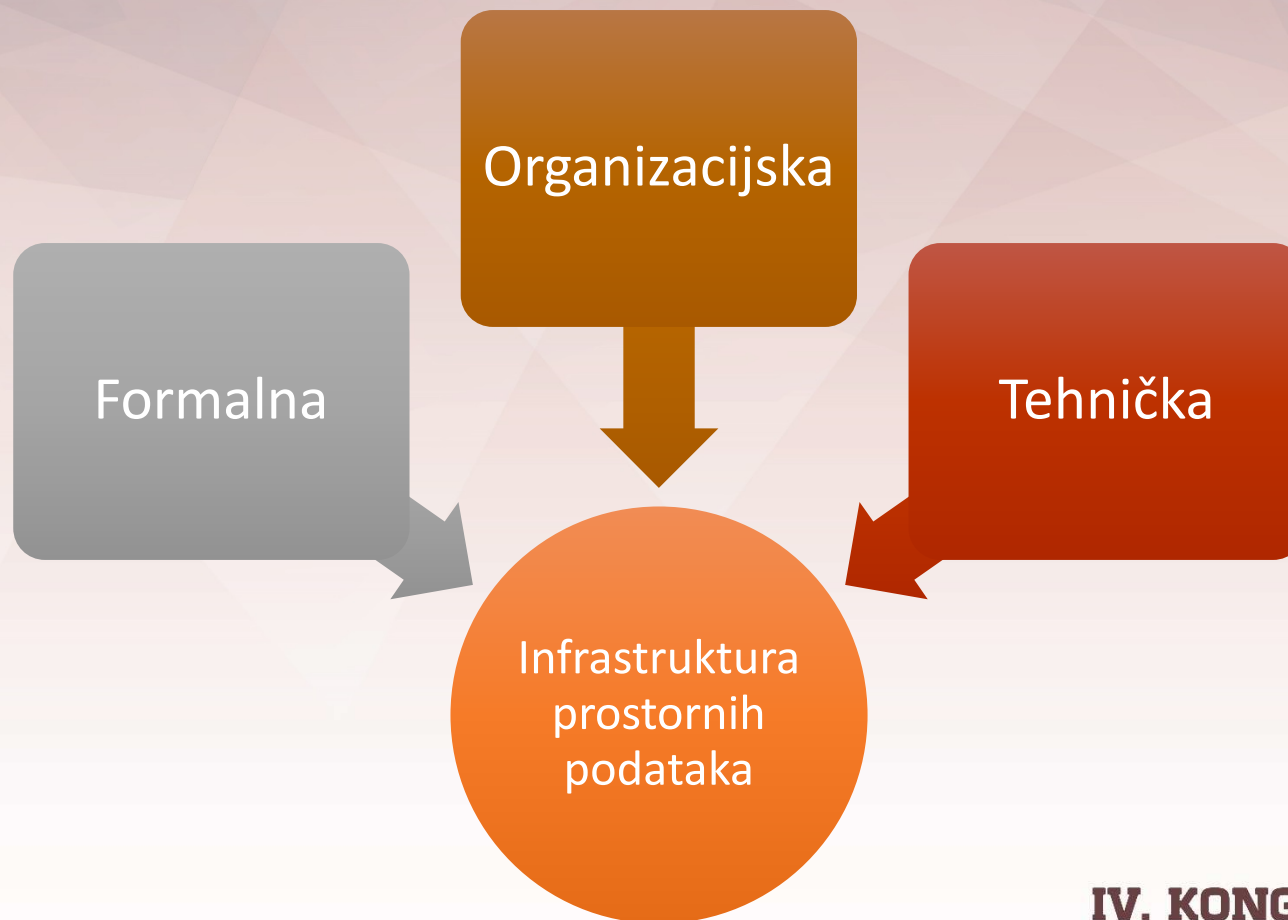 Organizacijska
Formalna
Tehnička
Infrastruktura
prostornih
podataka
IV. KONG